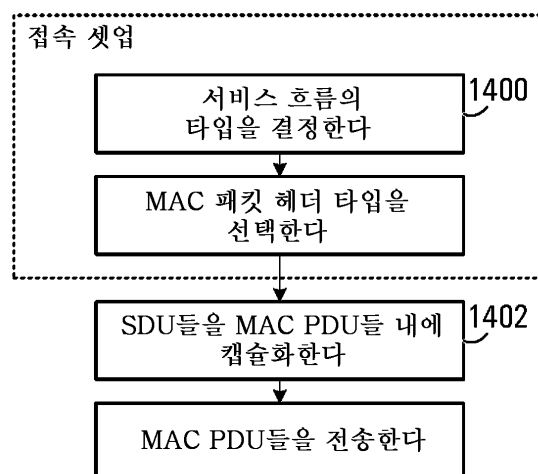 접속 셋업
서비스 흐름의
타입을 결정한다
1400
MAC 패킷 헤더 타입을
선택한다
SDU들을 MAC PDU들 내에
캡슐화한다
1402
MAC PDU들을 전송한다